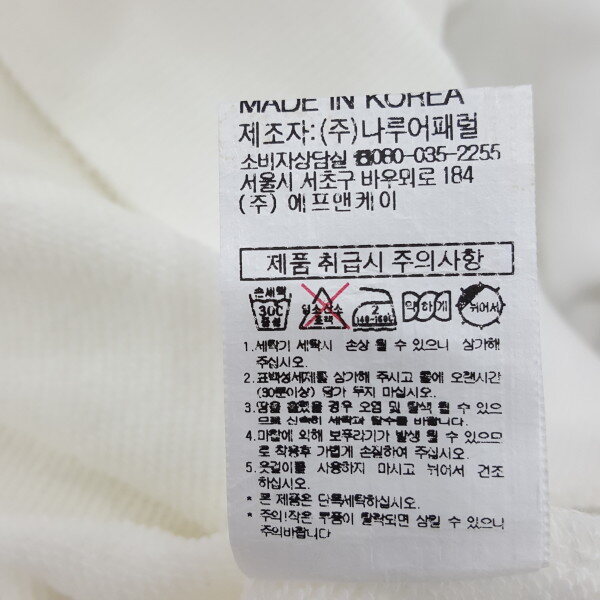 MADE IN KOREA
제조자:(주)나루어패럴
소비자상담실 ☎080-035-2255
서울시 서초구 바우뫼로 184
(주) 에프앤케이
제품 취급시 주의사항
손세탁
30C
중성
염소산소
표백
2
140-160C
약하게
뉘어서
1.세탁기 세탁시 손상 될 수 있으니 삼가해
주십시오.
2.표백성세제를 삼가해 주시고 물에 오랜시간
(30분이상) 담가 두지 마십시오.
3.땀을 흘렸을 경우 오염 및 탈색 될 수 있으
므로 신속히 세탁과 탈수를 바랍니다.
4.마찰에 의해 보푸라기가 발생 될 수 있으므
로 착용후 가볍게 손질하여 주십시오.
5.옷걸이를 사용하지 마시고 뉘어서 건조
하십시오.
* 본 제품은 단독세탁하십시오.
* 주의!작은 부품이 탈락되면 삼킬 수 있으니
주의바랍니다